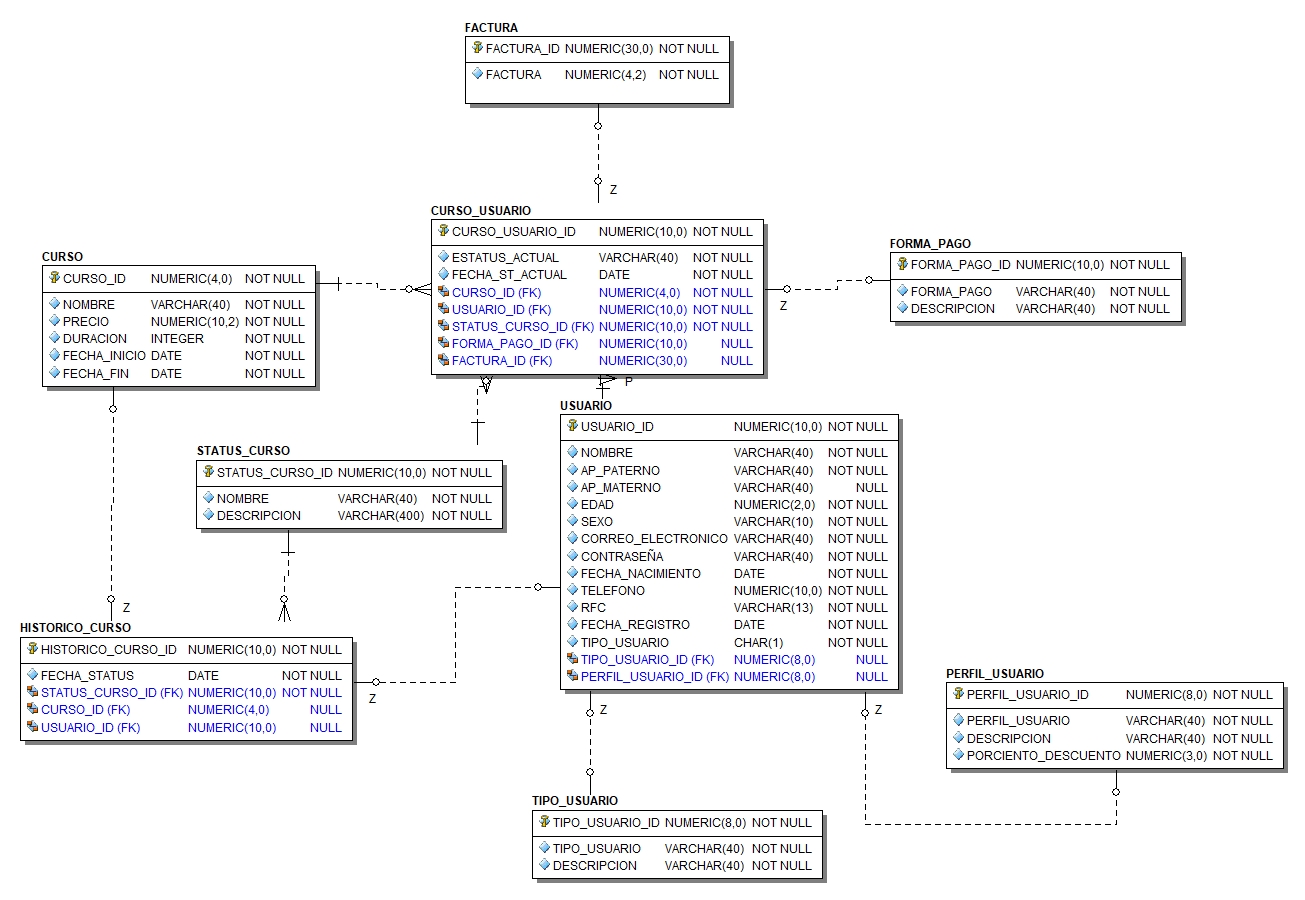 FACTURA
FACTURA_ID NUMERIC(30,0) NOT NULL
FACTURA NUMERIC(4,2) NOT NULL
Z
CURSO_USUARIO
CURSO_USUARIO_ID NUMERIC(10,0) NOT NULL
ESTATUS_ACTUAL VARCHAR(40) NOT NULL
FECHA_ST_ACTUAL DATE NOT NULL
CURSO_ID (FK) NUMERIC(4,0) NOT NULL
USUARIO_ID (FK) NUMERIC(10,0) NOT NULL
STATUS_CURSO_ID (FK) NUMERIC(10,0) NOT NULL
FORMA_PAGO_ID (FK) NUMERIC(10,0) NULL
FACTURA_ID (FK) NUMERIC(30,0) NULL
FORMA_PAGO
FORMA_PAGO_ID NUMERIC(10,0) NOT NULL
FORMA_PAGO VARCHAR(40) NOT NULL
DESCRIPCION VARCHAR(40) NOT NULL
Z
CURSO
CURSO_ID NUMERIC(4,0) NOT NULL
NOMBRE VARCHAR(40) NOT NULL
PRECIO NUMERIC(10,2) NOT NULL
DURACION INTEGER NOT NULL
FECHA_INICIO DATE NOT NULL
FECHA_FIN DATE NOT NULL
P
USUARIO
USUARIO_ID NUMERIC(10,0) NOT NULL
NOMBRE VARCHAR(40) NOT NULL
AP_PATERNO VARCHAR(40) NOT NULL
AP_MATERNO VARCHAR(40) NULL
EDAD NUMERIC(2,0) NOT NULL
SEXO VARCHAR(10) NOT NULL
CORREO_ELECTRONICO VARCHAR(40) NOT NULL
CONTRASEÑA VARCHAR(40) NOT NULL
FECHA_NACIMIENTO DATE NOT NULL
TELEFONO NUMERIC(10,0) NOT NULL
RFC VARCHAR(13) NOT NULL
FECHA_REGISTRO DATE NOT NULL
TIPO_USUARIO CHAR(1) NOT NULL
TIPO_USUARIO_ID (FK) NUMERIC(8,0) NULL
PERFIL_USUARIO_ID (FK) NUMERIC(8,0) NULL
STATUS_CURSO
STATUS_CURSO_ID NUMERIC(10,0) NOT NULL
NOMBRE VARCHAR(40) NOT NULL
DESCRIPCION VARCHAR(400) NOT NULL
Z
HISTORICO_CURSO
HISTORICO_CURSO_ID NUMERIC(10,0) NOT NULL
FECHA_STATUS DATE NOT NULL
STATUS_CURSO_ID (FK) NUMERIC(10,0) NOT NULL
CURSO_ID (FK) NUMERIC(4,0) NULL
USUARIO_ID (FK) NUMERIC(10,0) NULL
Z
Z
Z
PERFIL_USUARIO
PERFIL_USUARIO_ID NUMERIC(8,0) NOT NULL
PERFIL_USUARIO VARCHAR(40) NOT NULL
DESCRIPCION VARCHAR(40) NOT NULL
PORCIENTO_DESCUENTO NUMERIC(3,0) NOT NULL
TIPO_USUARIO
TIPO_USUARIO_ID NUMERIC(8,0) NOT NULL
TIPO_USUARIO VARCHAR(40) NOT NULL
DESCRIPCION VARCHAR(40) NOT NULL